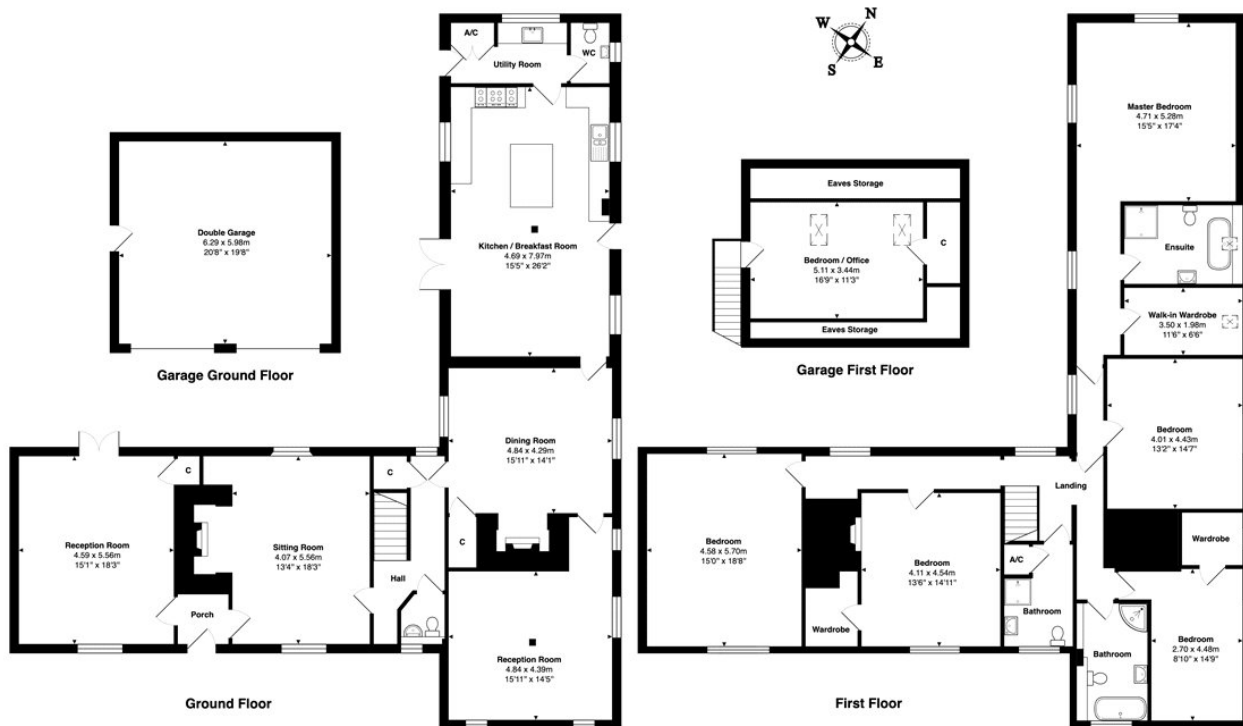 A/C
WC
Utility Room
Kitchen / Breakfast Room
4.69 x 7.97m
15'5" x 26'2"
Double Garage
6.29 x 5.98m
20'8" x 19'8"
Garage Ground Floor
Dining Room
4.84 x 4.29m
15'11" x 14'1"
C
C
C
Reception Room
4.59 x 5.56m
15'1" x 18'3"
Sitting Room
4.07 x 5.56m
13'4" x 18'3"
Hall
Porch
Reception Room
4.84 x 4.39m
15'11" x 14'5"
Ground Floor
W
N
S
E
Eaves Storage
Bedroom / Office
5.11 x 3.44m
16'9" x 11'3"
C
Eaves Storage
Garage First Floor
Master Bedroom
4.71 x 5.28m
15'5" x 17'4"
Ensuite
Walk-in Wardrobe
3.50 x 1.98m
11'6" x 6'6"
Bedroom
4.01 x 4.43m
13'2" x 14'7"
Landing
Bedroom
4.58 x 5.70m
15'0" x 18'8"
Bedroom
4.11 x 4.54m
13'6" x 14'11"
Wardrobe
A/C
Bathroom
Wardrobe
Bathroom
Bedroom
2.70 x 4.48m
8'10" x 14'9"
First Floor